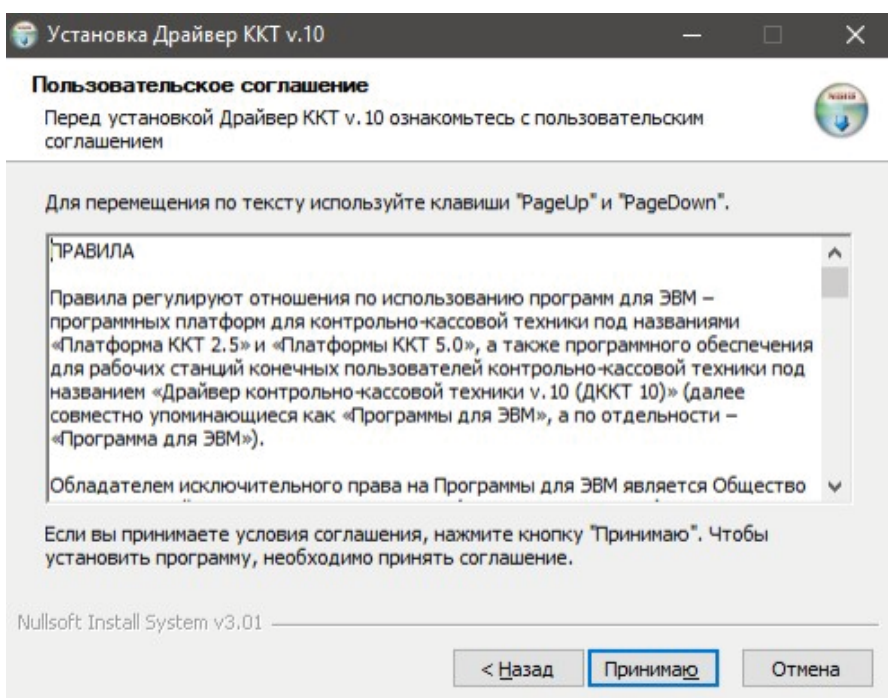 Установка Драйвер ККТ v.10
Пользовательское соглашение
Перед установкой Драйвер ККТ v.10 ознакомьтесь с пользовательским
соглашением
Для перемещения по тексту используйте клавиши "PageUp" и "PageDown".
ПРАВИЛА
Правила регулируют отношения по использованию программ для ЭВМ –
программных платформ для контрольно-кассовой техники под названиями
«Платформа ККТ 2.5» и «Платформы ККТ 5.0», а также программного обеспечения
для рабочих станций конечных пользователей контрольно-кассовой техники под
названием «Драйвер контрольно-кассовой техники v.10 (ДККТ 10)» (далее
совместно упоминающиеся как «Программы для ЭВМ», а по отдельности –
«Программа для ЭВМ»).
Обладателем исключительного права на Программы для ЭВМ является Общество
Если вы принимаете условия соглашения, нажмите кнопку "Принимаю". Чтобы
установить программу, необходимо принять соглашение.
Nullsoft Install System v3.01
< Назад
Принимаю
Отмена